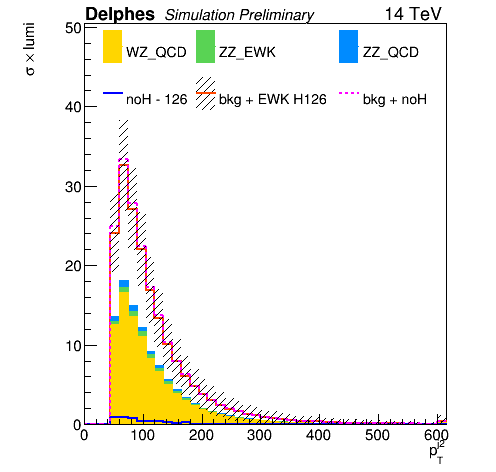 Delphes Simulation Preliminary 14 TeV
σ × lumi
WZ_QCD ZZ_EWK ZZ_QCD
noH - 126 bkg + EWK H126 bkg + noH
50
40
30
20
10
0
0 100 200 300 400 500 600
p_T^{j2}